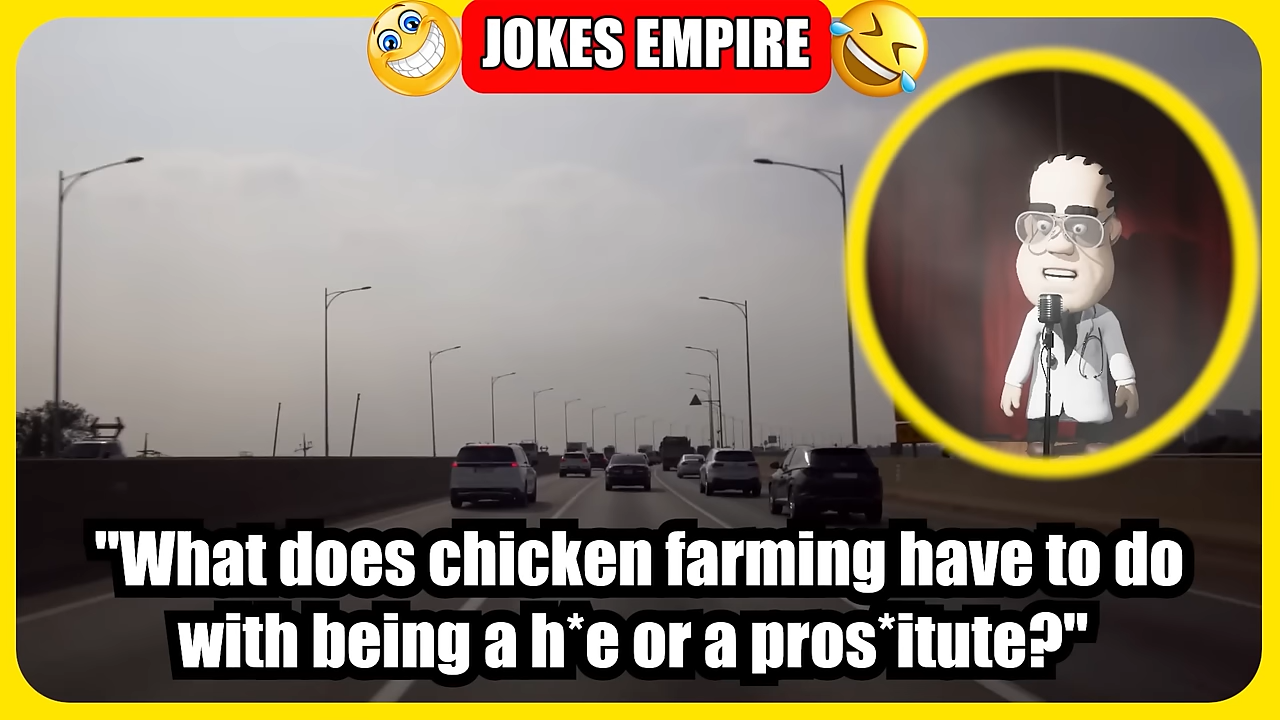 JOKES EMPIRE
"What does chicken farming have to do
with being a h*e or a pros*itute?"